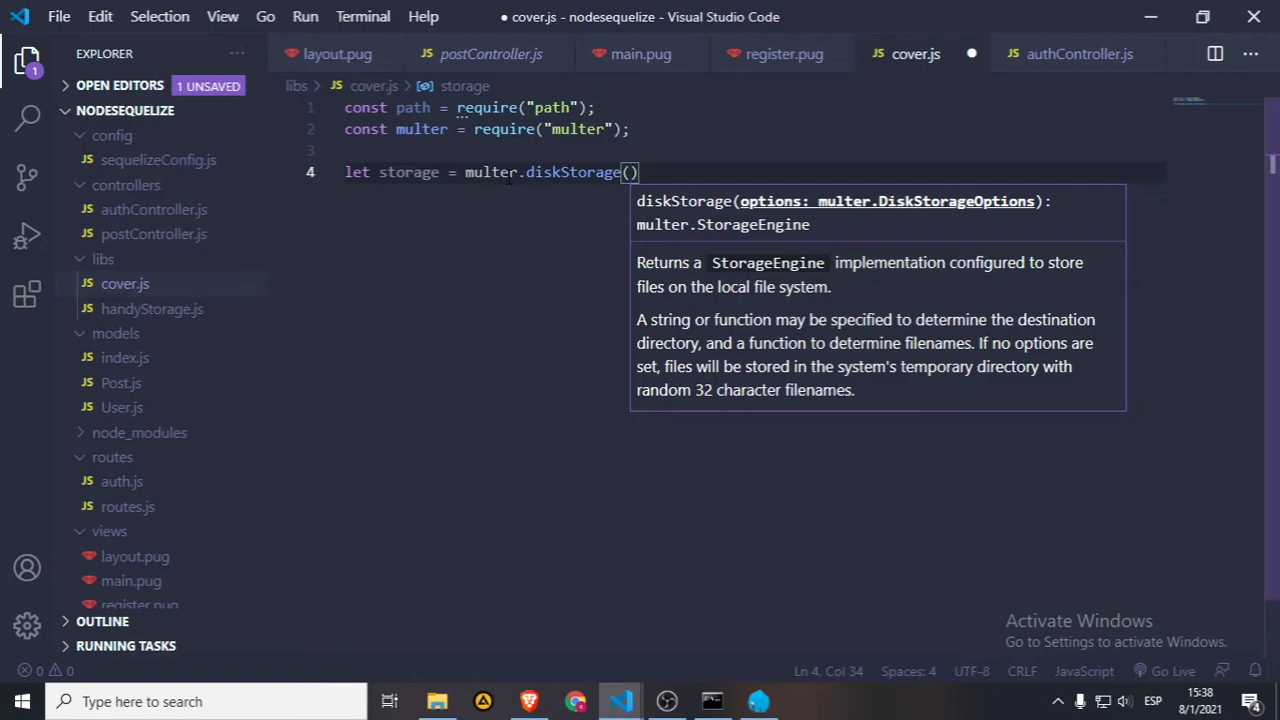 File Edit Selection View Go Run Terminal Help
● cover.js - nodesequelize - Visual Studio Code
EXPLORER ...
layout.pug
postController.js
main.pug
register.pug
cover.js
authController.js
...
1
OPEN EDITORS 1 UNSAVED
NODESEQUELIZE
config
sequelizeConfig.js
controllers
authController.js
postController.js
libs
cover.js
handyStorage.js
models
index.js
Post.js
User.js
node_modules
routes
auth.js
routes.js
views
layout.pug
main.pug
register.pug
OUTLINE
RUNNING TASKS
libs > JS cover.js > storage
1 const path = require("path");
2 const multer = require("multer");
3
4 let storage = multer.diskStorage()
diskStorage(options: multer.DiskStorageOptions):
multer.StorageEngine
Returns a StorageEngine implementation configured to store
files on the local file system.
A string or function may be specified to determine the destination
directory, and a function to determine filenames. If no options are
set, files will be stored in the system's temporary directory with
random 32 character filenames.
Activate Windows
Go to Settings to activate Windows.
0 0
Ln 4, Col 34 Spaces: 4 UTF-8 CRLF JavaScript Go Live
Type here to search
ESP
15:38
8/1/2021
4